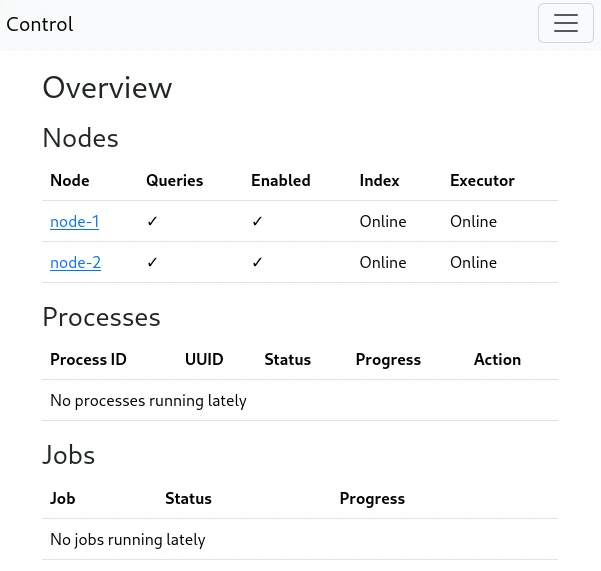 Control
Overview
Nodes
Node Queries Enabled Index Executor
node-1 ✓ ✓ Online Online
node-2 ✓ ✓ Online Online
Processes
Process ID UUID Status Progress Action
No processes running lately
Jobs
Job Status Progress
No jobs running lately